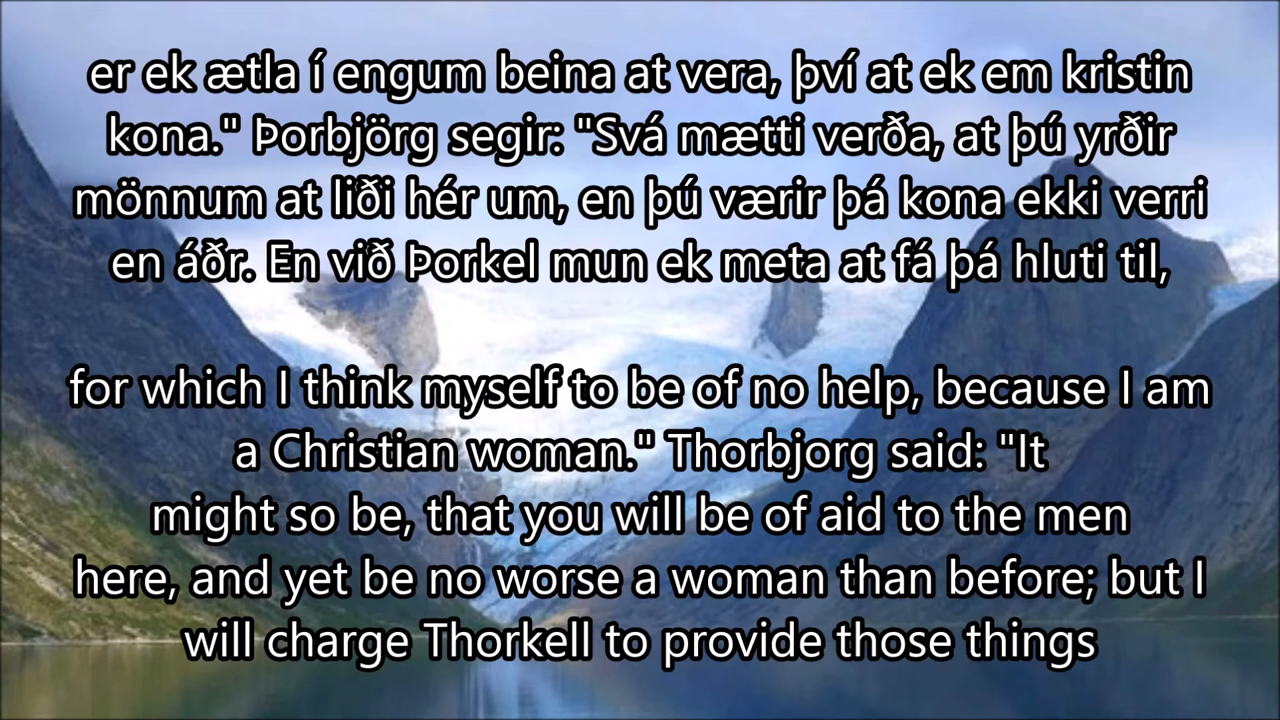 er ek ætla í engum beina at vera, því at ek em kristin
kona." Þorbjörg segir: "Svá mætti verða, at þú yrðir
mönnum at liði hér um, en þú værir þá kona ekki verri
en áðr. En við Þorkel mun ek meta at fá þá hluti til,
for which I think myself to be of no help, because I am
a Christian woman." Thorbjorg said: "It
might so be, that you will be of aid to the men
here, and yet be no worse a woman than before; but I
will charge Thorkell to provide those things